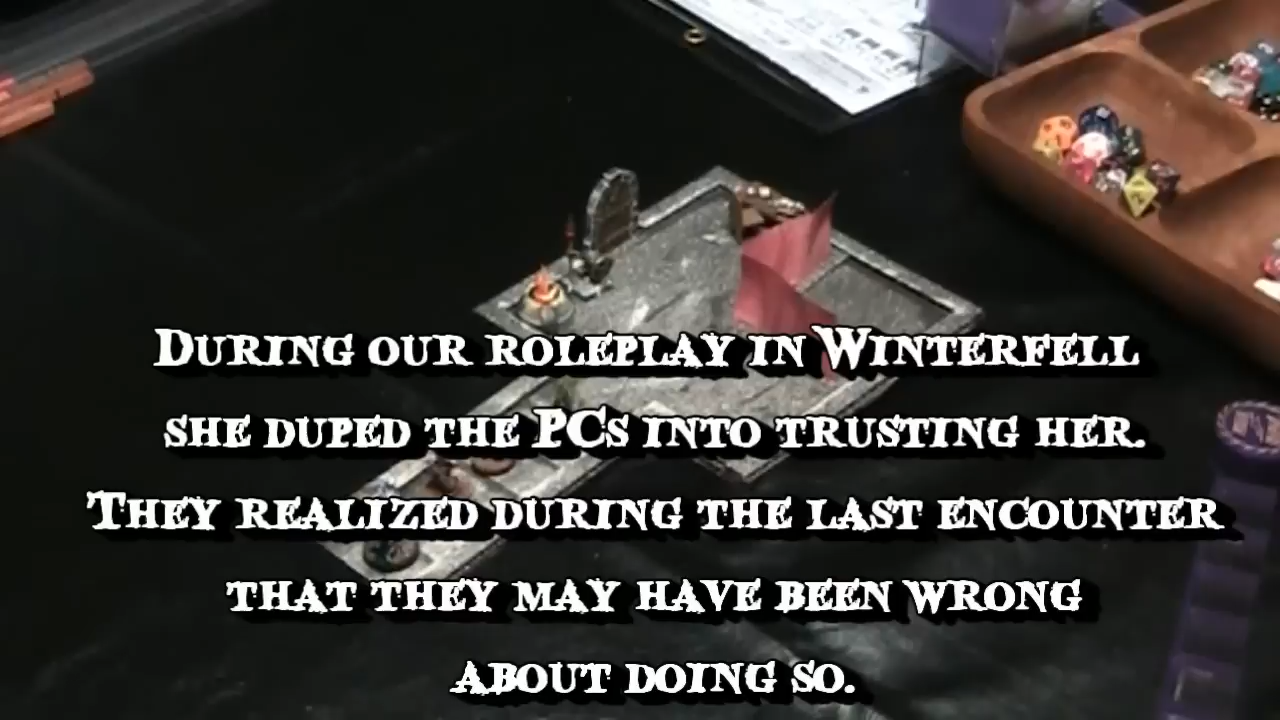 During our roleplay in Winterfell
she duped the PCs into trusting her.
They realized during the last encounter
that they may have been wrong
about doing so.